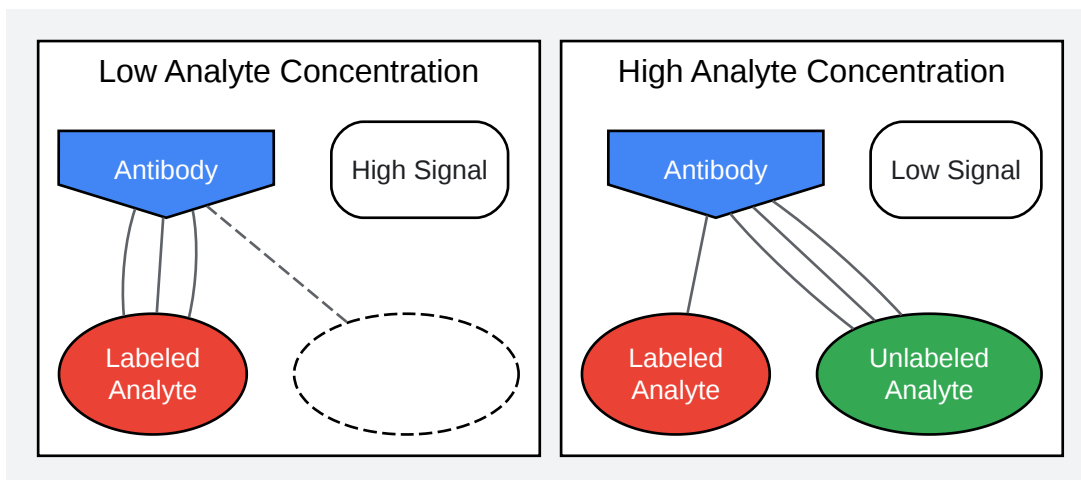 Low Analyte Concentration
Antibody
High Signal
Labeled
Analyte
High Analyte Concentration
Antibody
Low Signal
Labeled
Analyte
Unlabeled
Analyte